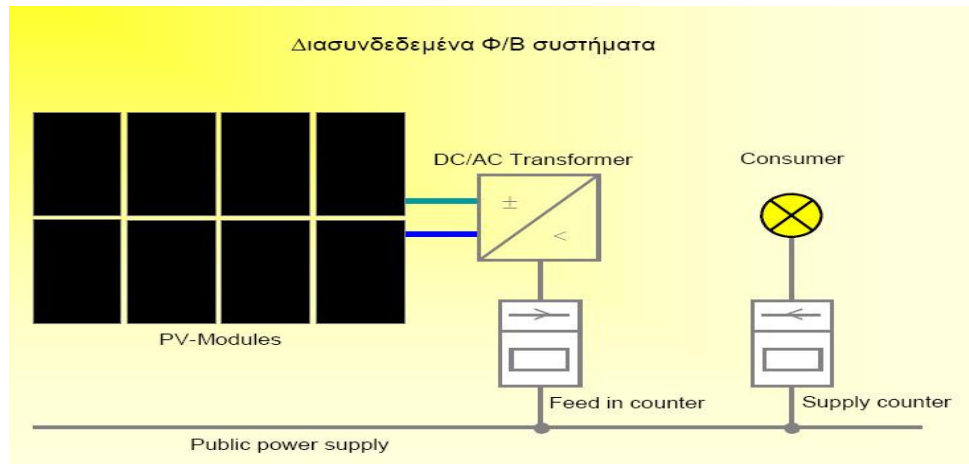 Διασυνδεδεμένα Φ/Β συστήματα
DC/AC Transformer
Consumer
±
<
PV-Modules
Feed in counter
Supply counter
Public power supply